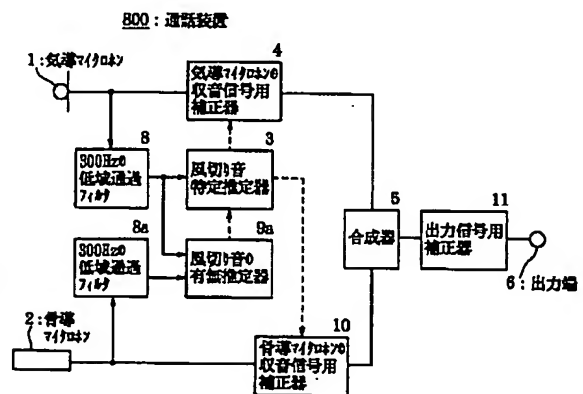 800：通話装置
1：気導マイクロホン
4
気導マイクロホンの
収音信号用
補正器
8
300Hzの
低域通過
フィルタ
3
風切り音
特定推定器
8a
300Hzの
低域通過
フィルタ
9a
風切り音の
有無推定器
5
合成器
11
出力信号用
補正器
6：出力端
2：骨導
マイクロホン
10
骨導マイクロホンの
収音信号用
補正器